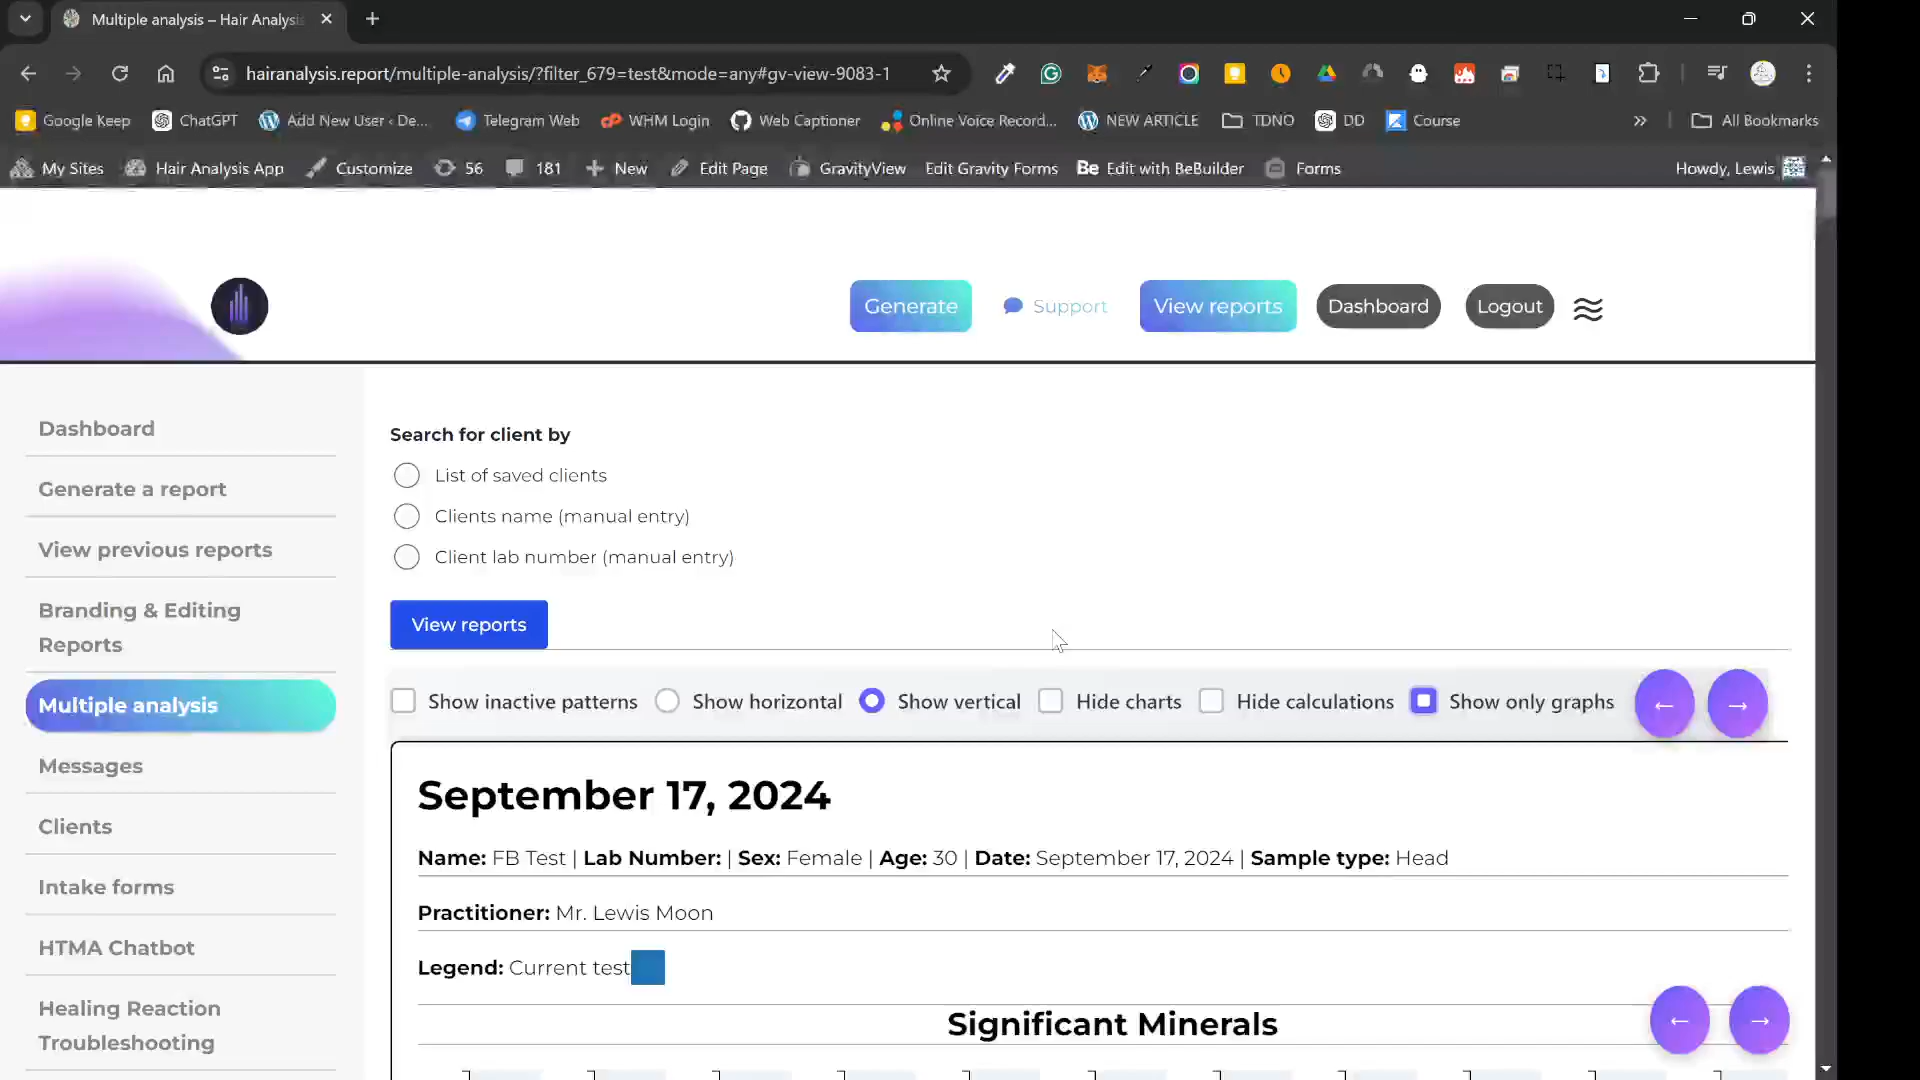 Multiple analysis – Hair Analysis
hairanalysis.report/multiple-analysis/?filter_679=test&mode=any#gv-view-9083-1
Google Keep ChatGPT Add New User ‹ De... Telegram Web WHM Login Web Captioner Online Voice Record... NEW ARTICLE TDNO DD Course » All Bookmarks
My Sites Hair Analysis App Customize 56 181 New Edit Page GravityView Edit Gravity Forms Be Edit with BeBuilder Forms Howdy, Lewis
Generate Support View reports Dashboard Logout
Dashboard
Generate a report
View previous reports
Branding & Editing
Reports
Multiple analysis
Messages
Clients
Intake forms
HTMA Chatbot
Healing Reaction
Troubleshooting
Search for client by
List of saved clients
Clients name (manual entry)
Client lab number (manual entry)
View reports
Show inactive patterns Show horizontal Show vertical Hide charts Hide calculations Show only graphs ← →
September 17, 2024
Name: FB Test | Lab Number: | Sex: Female | Age: 30 | Date: September 17, 2024 | Sample type: Head
Practitioner: Mr. Lewis Moon
Legend: Current test
Significant Minerals
← →